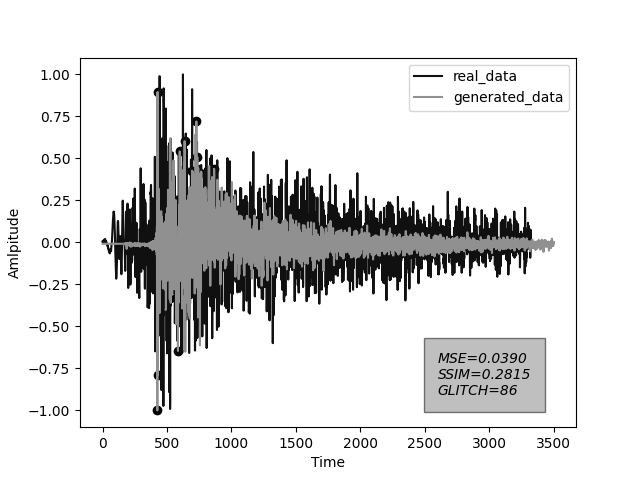 real_data
generated_data
1.00
0.75
0.50
0.25
0.00
−0.25
−0.50
−0.75
−1.00
Amlpitude
MSE=0.0390
SSIM=0.2815
GLITCH=86
0 500 1000 1500 2000 2500 3000 3500
Time